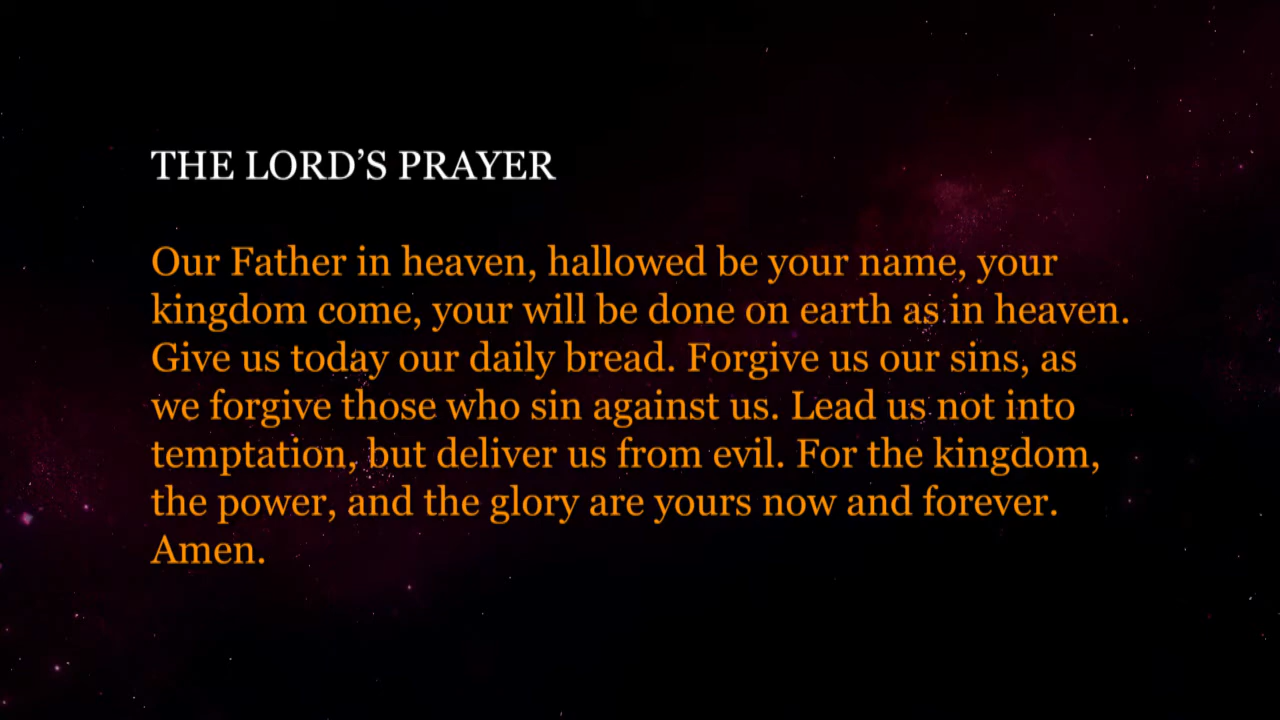 THE LORD’S PRAYER
Our Father in heaven, hallowed be your name, your
kingdom come, your will be done on earth as in heaven.
Give us today our daily bread. Forgive us our sins, as
we forgive those who sin against us. Lead us not into
temptation, but deliver us from evil. For the kingdom,
the power, and the glory are yours now and forever.
Amen.